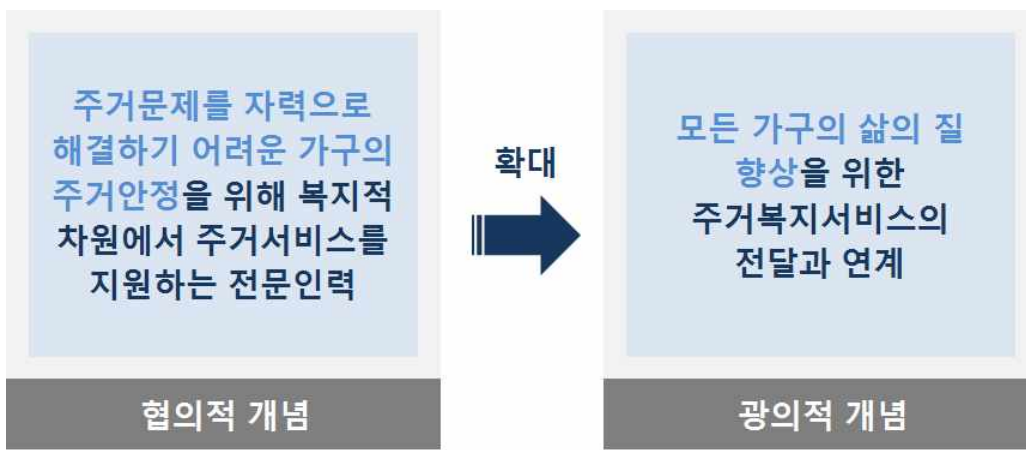 주거문제를 자력으로
해결하기 어려운 가구의
주거안정을 위해 복지적
차원에서 주거서비스를
지원하는 전문인력
협의적 개념
확대
모든 가구의 삶의 질
향상을 위한
주거복지서비스의
전달과 연계
광의적 개념